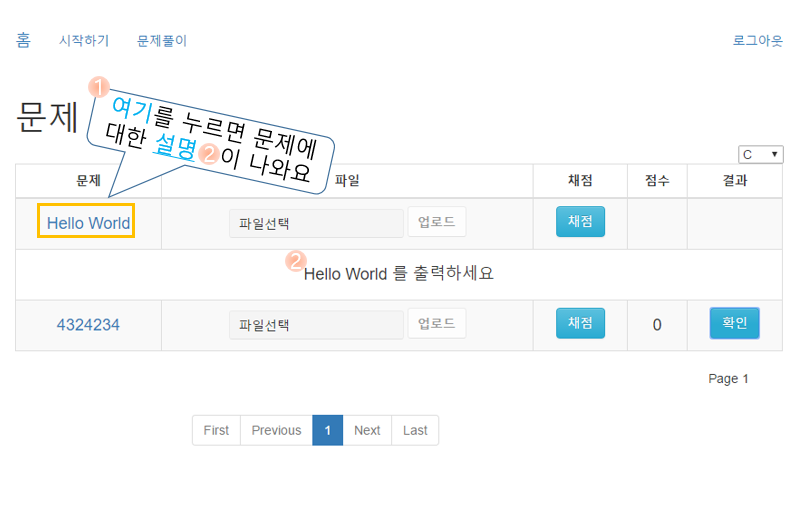 홈 시작하기 문제풀이 로그아웃
1
문제
여기를 누르면 문제에
대한 설명2이 나와요
C
문제 파일 채점 점수 결과
Hello World 파일선택 업로드 채점
2
Hello World 를 출력하세요
4324234 파일선택 업로드 채점 0 확인
Page 1
First Previous 1 Next Last